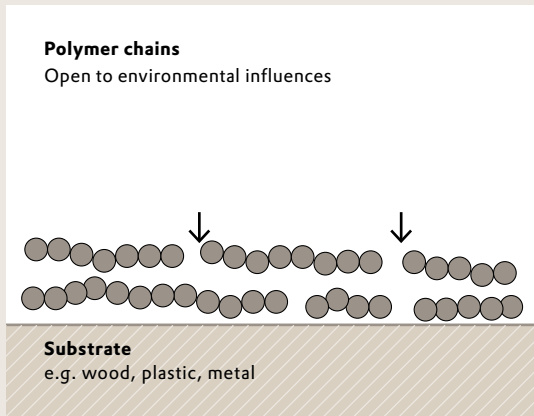 Polymer chains
Open to environmental influences
Substrate
e.g. wood, plastic, metal